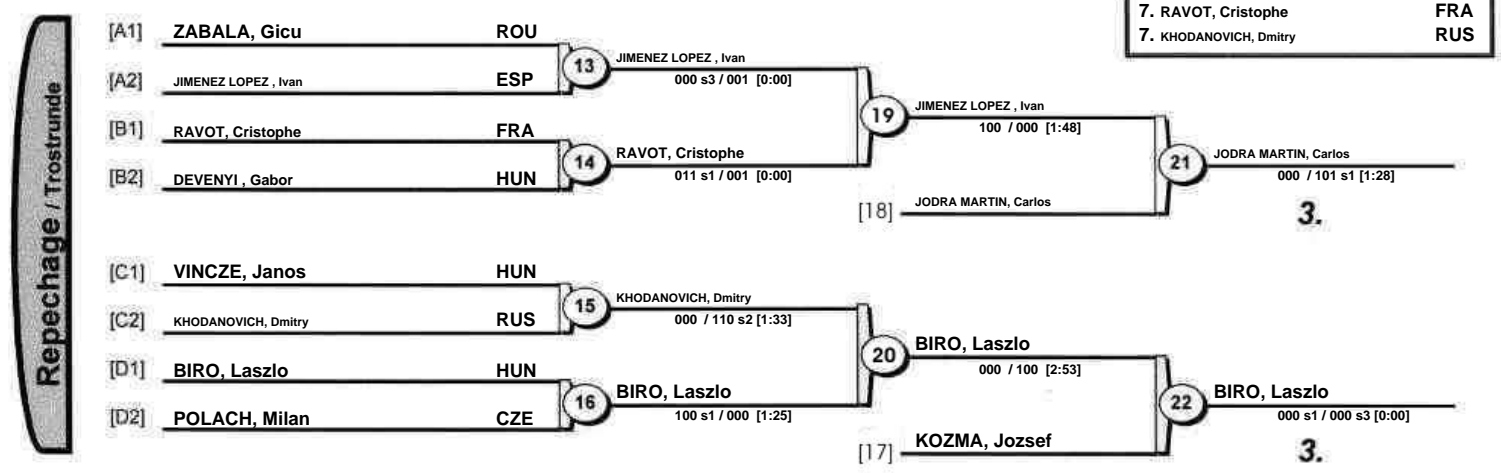 7. RAVOT, Cristophe FRA
7. KHODANOVICH, Dmitry RUS
Repechage / Trostrunde
[A1] ZABALA, Gicu ROU
[A2] JIMENEZ LOPEZ , Ivan ESP
13 JIMENEZ LOPEZ , Ivan
000 s3 / 001 [0:00]
[B1] RAVOT, Cristophe FRA
[B2] DEVENYI , Gabor HUN
14 RAVOT, Cristophe
011 s1 / 001 [0:00]
19 JIMENEZ LOPEZ , Ivan
100 / 000 [1:48]
[18] JODRA MARTIN, Carlos
21 JODRA MARTIN, Carlos
000 / 101 s1 [1:28]
3.
[C1] VINCZE, Janos HUN
[C2] KHODANOVICH, Dmitry RUS
15 KHODANOVICH, Dmitry
000 / 110 s2 [1:33]
[D1] BIRO, Laszlo HUN
[D2] POLACH, Milan CZE
16 BIRO, Laszlo
100 s1 / 000 [1:25]
20 BIRO, Laszlo
000 / 100 [2:53]
[17] KOZMA, Jozsef
22 BIRO, Laszlo
000 s1 / 000 s3 [0:00]
3.